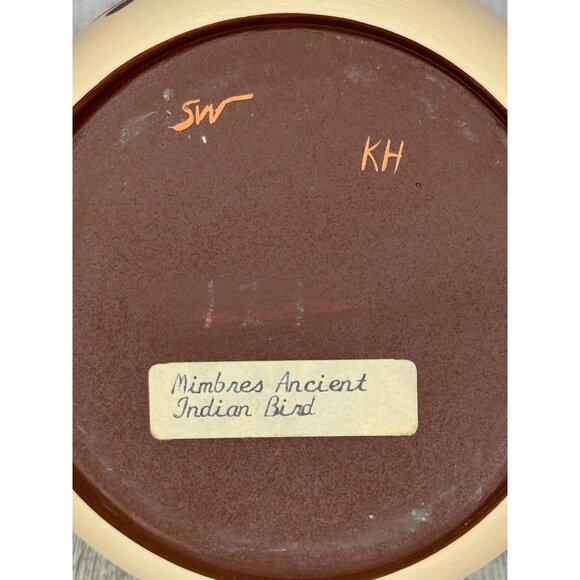 SW
KH
Mimbres Ancient
Indian Bird